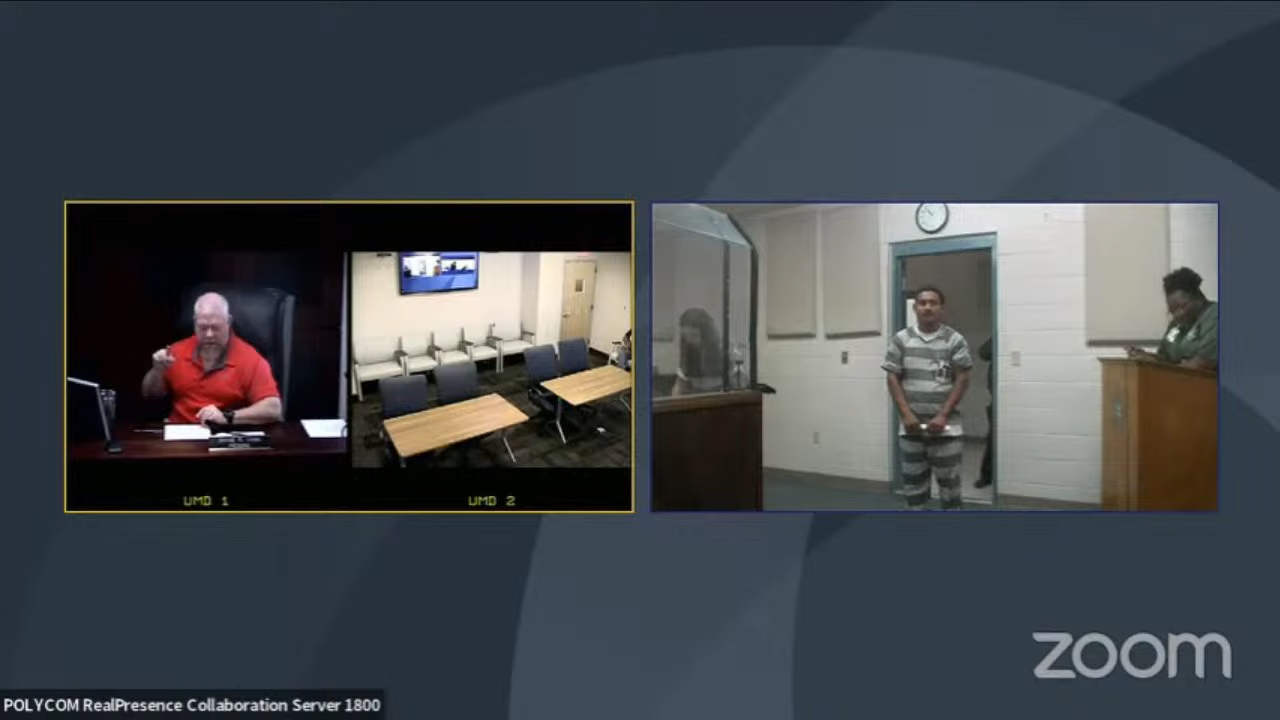 UMD 1
UMD 2
zoom
POLYCOM RealPresence Collaboration Server 1800